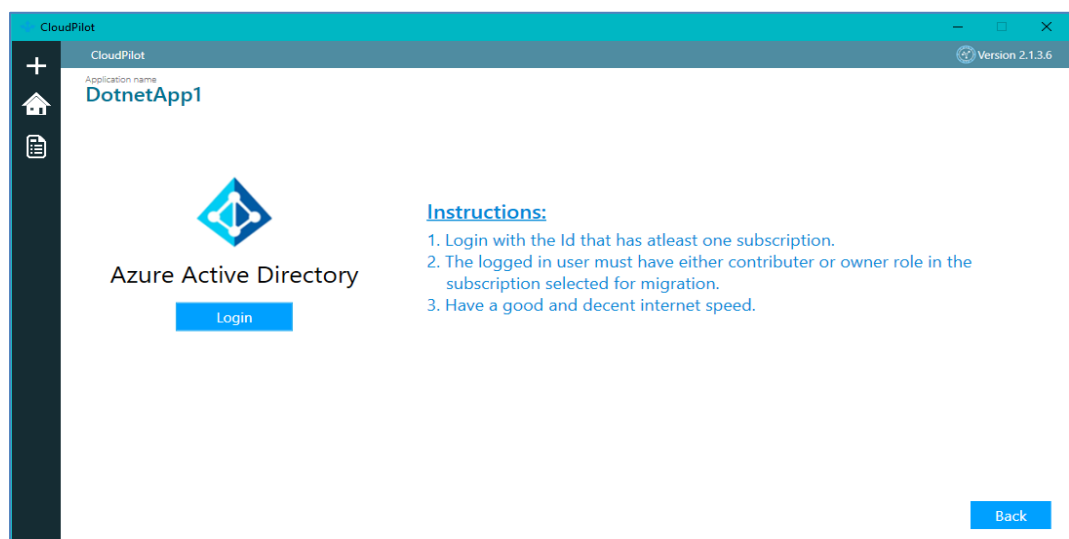 CloudPilot
CloudPilot
Version 2.1.3.6
Application name
DotnetApp1
Azure Active Directory
Login
Instructions:
1. Login with the Id that has atleast one subscription.
2. The logged in user must have either contributer or owner role in the
subscription selected for migration.
3. Have a good and decent internet speed.
Back